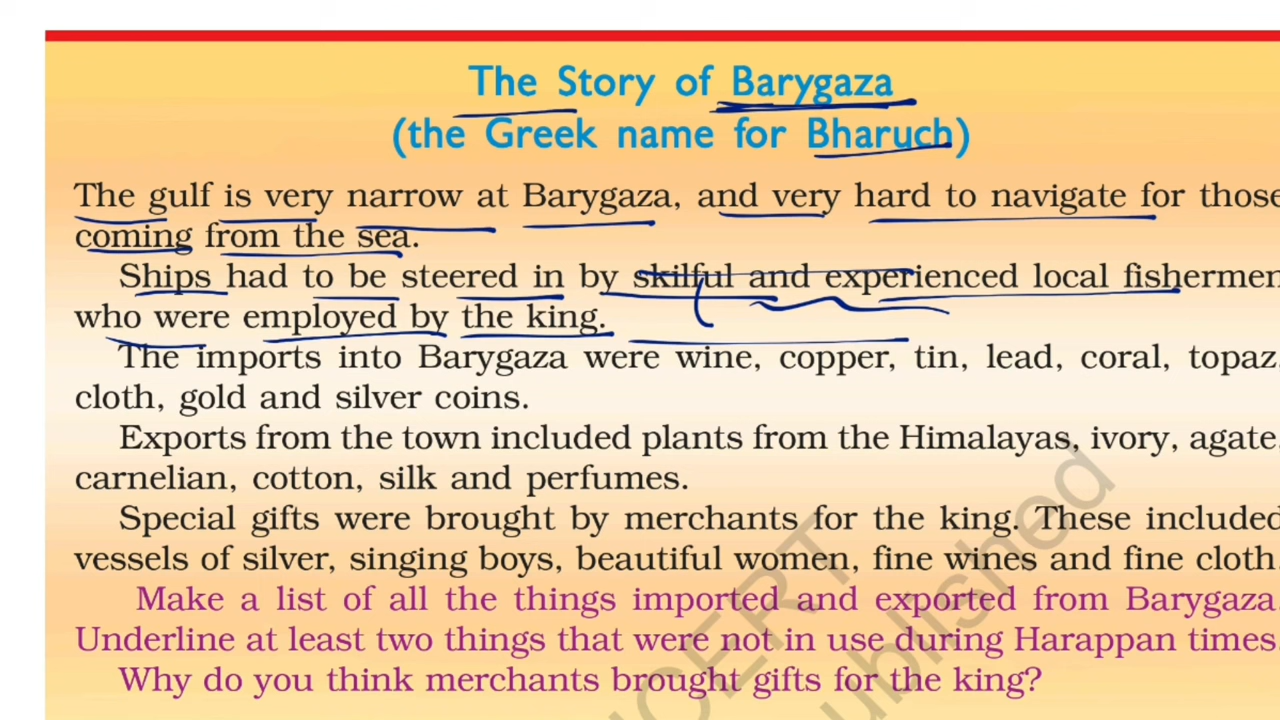 The Story of Barygaza
(the Greek name for Bharuch)
The gulf is very narrow at Barygaza, and very hard to navigate for those
coming from the sea.
Ships had to be steered in by skilful and experienced local fishermen
who were employed by the king.
The imports into Barygaza were wine, copper, tin, lead, coral, topaz,
cloth, gold and silver coins.
Exports from the town included plants from the Himalayas, ivory, agate,
carnelian, cotton, silk and perfumes.
Special gifts were brought by merchants for the king. These included
vessels of silver, singing boys, beautiful women, fine wines and fine cloth.
Make a list of all the things imported and exported from Barygaza.
Underline at least two things that were not in use during Harappan times.
Why do you think merchants brought gifts for the king?